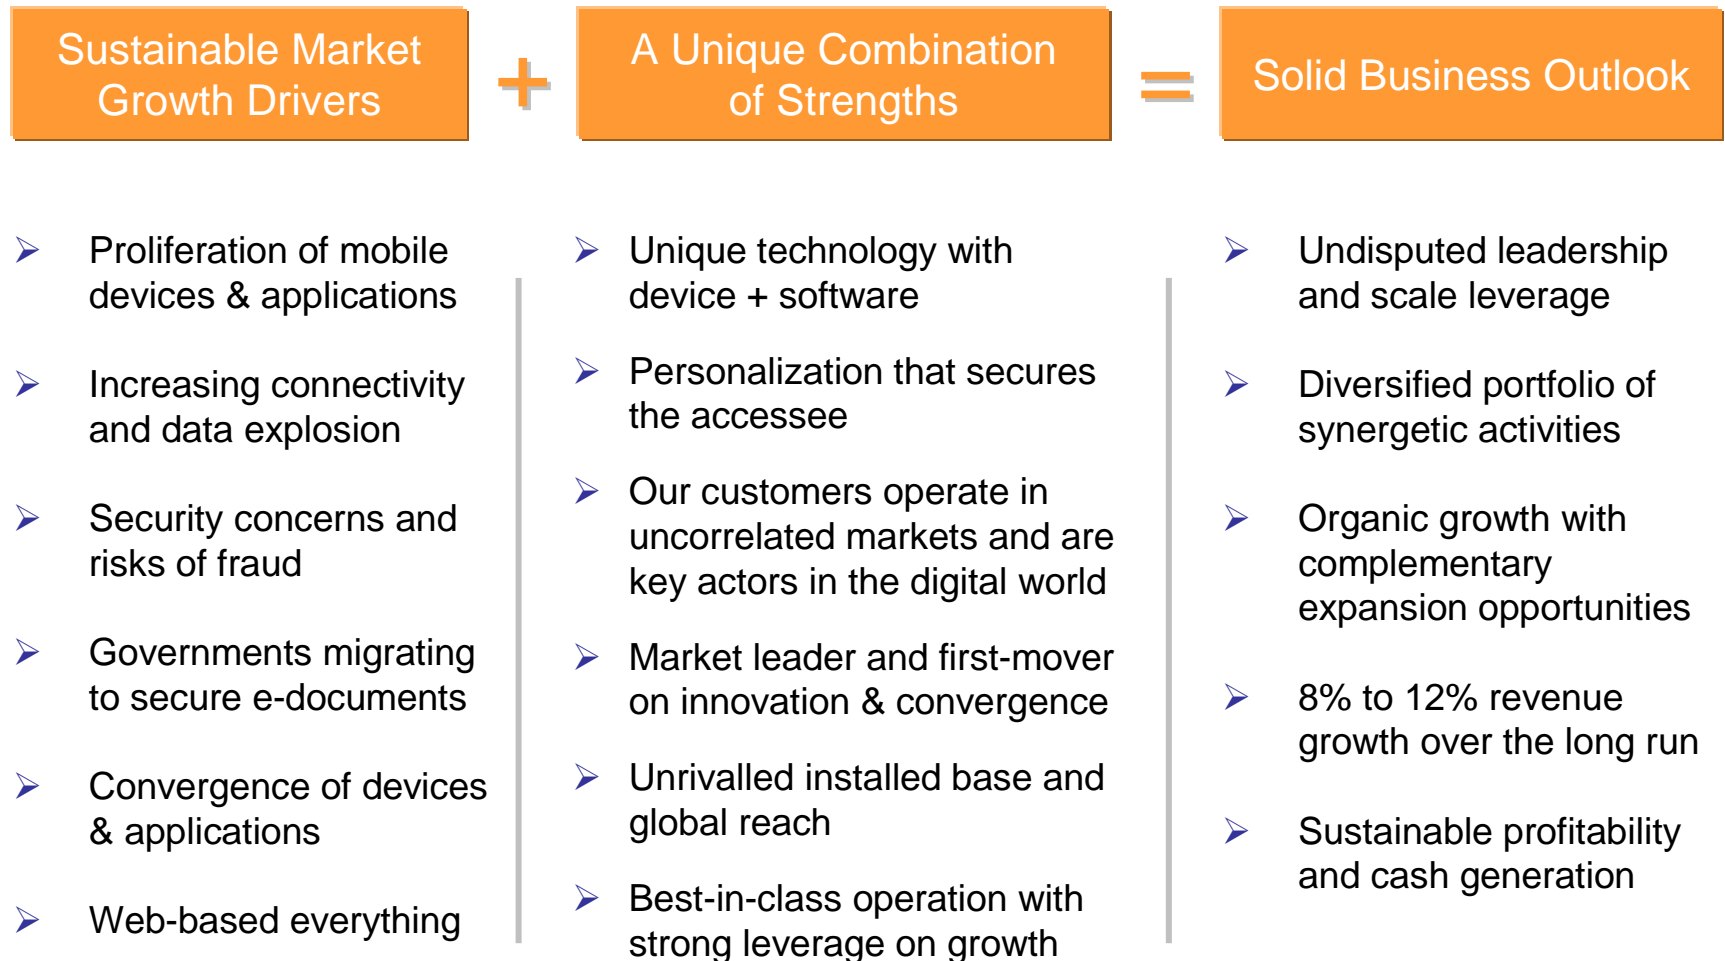 Sustainable Market
Growth Drivers
+
A Unique Combination
of Strengths
=
Solid Business Outlook
Proliferation of mobile
devices & applications
Increasing connectivity
and data explosion
Security concerns and
risks of fraud
Governments migrating
to secure e-documents
Convergence of devices
& applications
Web-based everything
Unique technology with
device + software
Personalization that secures
the accessee
Our customers operate in
uncorrelated markets and are
key actors in the digital world
Market leader and first-mover
on innovation & convergence
Unrivalled installed base and
global reach
Best-in-class operation with
strong leverage on growth
Undisputed leadership
and scale leverage
Diversified portfolio of
synergetic activities
Organic growth with
complementary
expansion opportunities
8% to 12% revenue
growth over the long run
Sustainable profitability
and cash generation